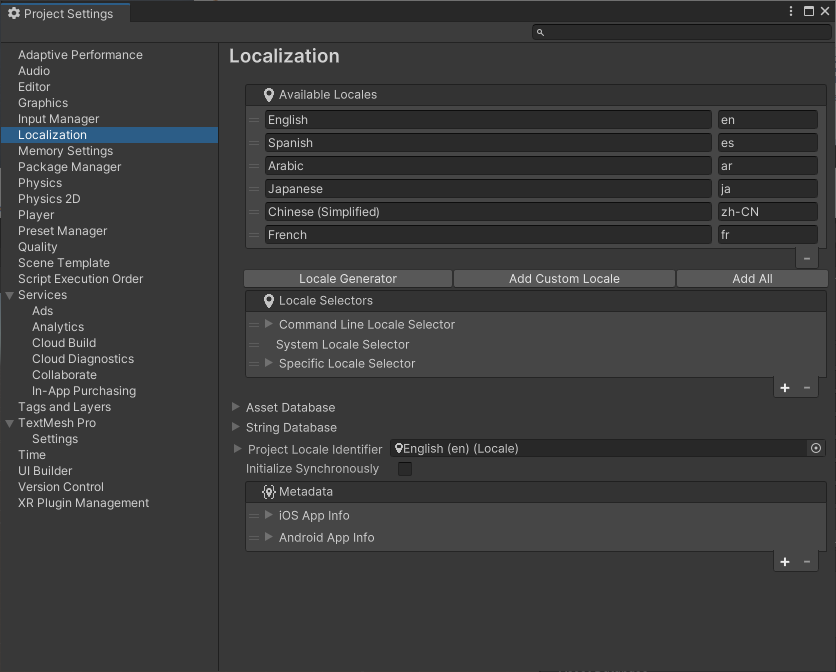 Project Settings
Adaptive Performance
Audio
Editor
Graphics
Input Manager
Localization
Memory Settings
Package Manager
Physics
Physics 2D
Player
Preset Manager
Quality
Scene Template
Script Execution Order
Services
Ads
Analytics
Cloud Build
Cloud Diagnostics
Collaborate
In-App Purchasing
Tags and Layers
TextMesh Pro
Settings
Time
UI Builder
Version Control
XR Plugin Management
Localization
Available Locales
English en
Spanish es
Arabic ar
Japanese ja
Chinese (Simplified) zh-CN
French fr
Locale Generator Add Custom Locale Add All
Locale Selectors
Command Line Locale Selector
System Locale Selector
Specific Locale Selector
Asset Database
String Database
Project Locale Identifier English (en) (Locale)
Initialize Synchronously
Metadata
iOS App Info
Android App Info